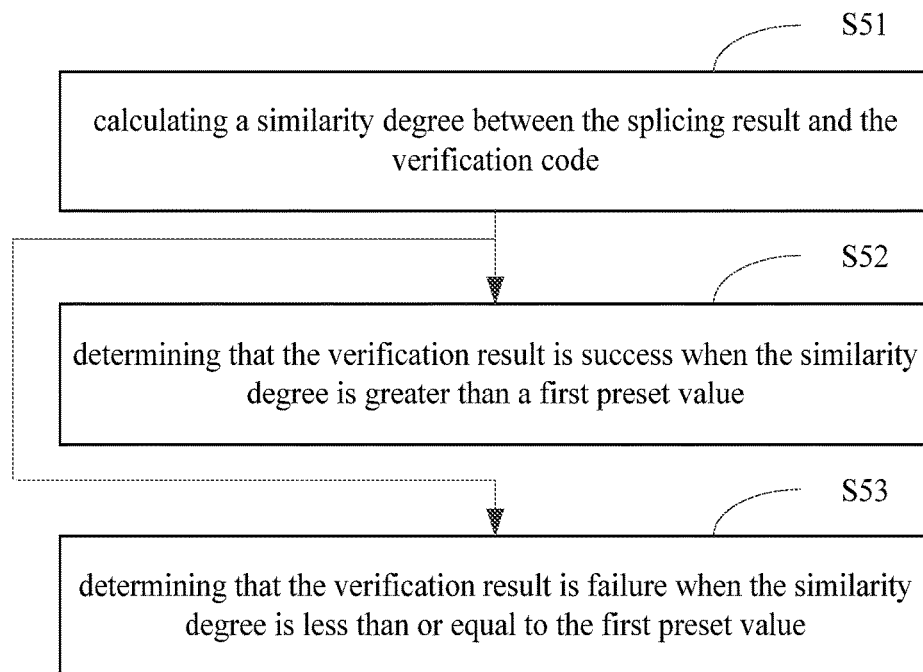 S51
calculating a similarity degree between the splicing result and the
verification code
S52
determining that the verification result is success when the similarity
degree is greater than a first preset value
S53
determining that the verification result is failure when the similarity
degree is less than or equal to the first preset value